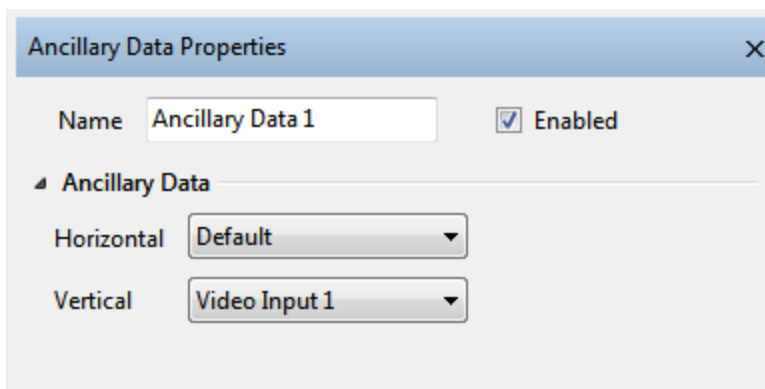 Ancillary Data Properties
Name Ancillary Data 1 Enabled
Ancillary Data
Horizontal Default
Vertical Video Input 1